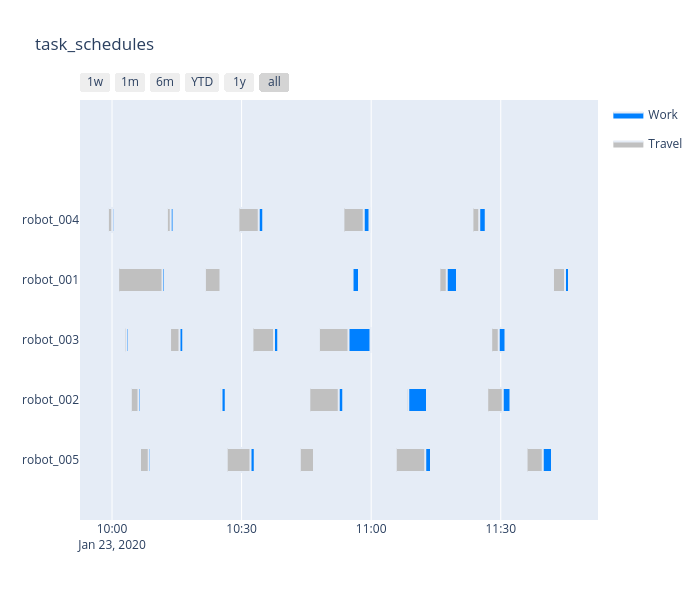 task_schedules
1w 1m 6m YTD 1y all
Work
Travel
robot_004
robot_001
robot_003
robot_002
robot_005
10:00 10:30 11:00 11:30
Jan 23, 2020